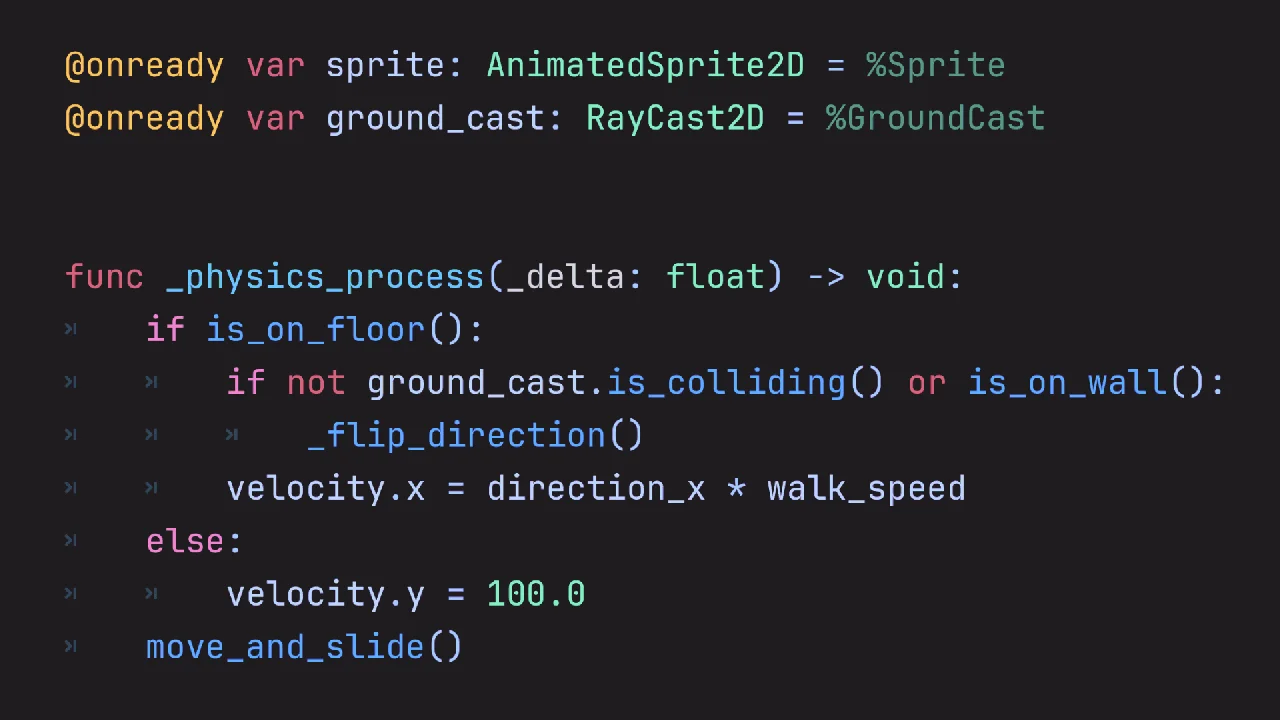 @onready var sprite: AnimatedSprite2D = %Sprite
@onready var ground_cast: RayCast2D = %GroundCast
func _physics_process(_delta: float) -> void:
if is_on_floor():
if not ground_cast.is_colliding() or is_on_wall():
_flip_direction()
velocity.x = direction_x * walk_speed
else:
velocity.y = 100.0
move_and_slide()